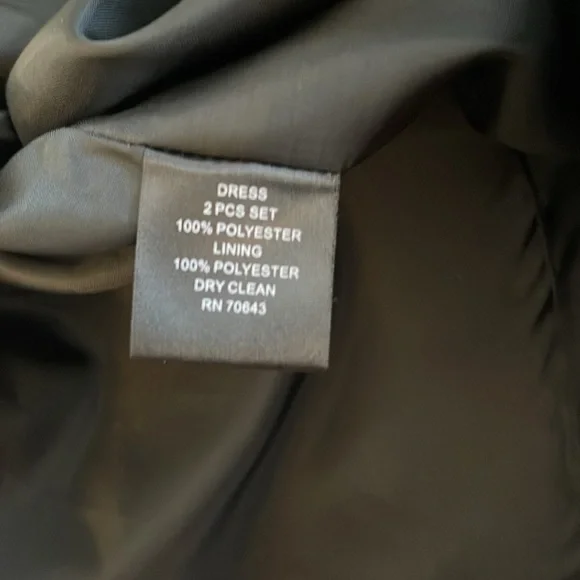 DRESS
2 PCS SET
100% POLYESTER
LINING
100% POLYESTER
DRY CLEAN
RN 70643